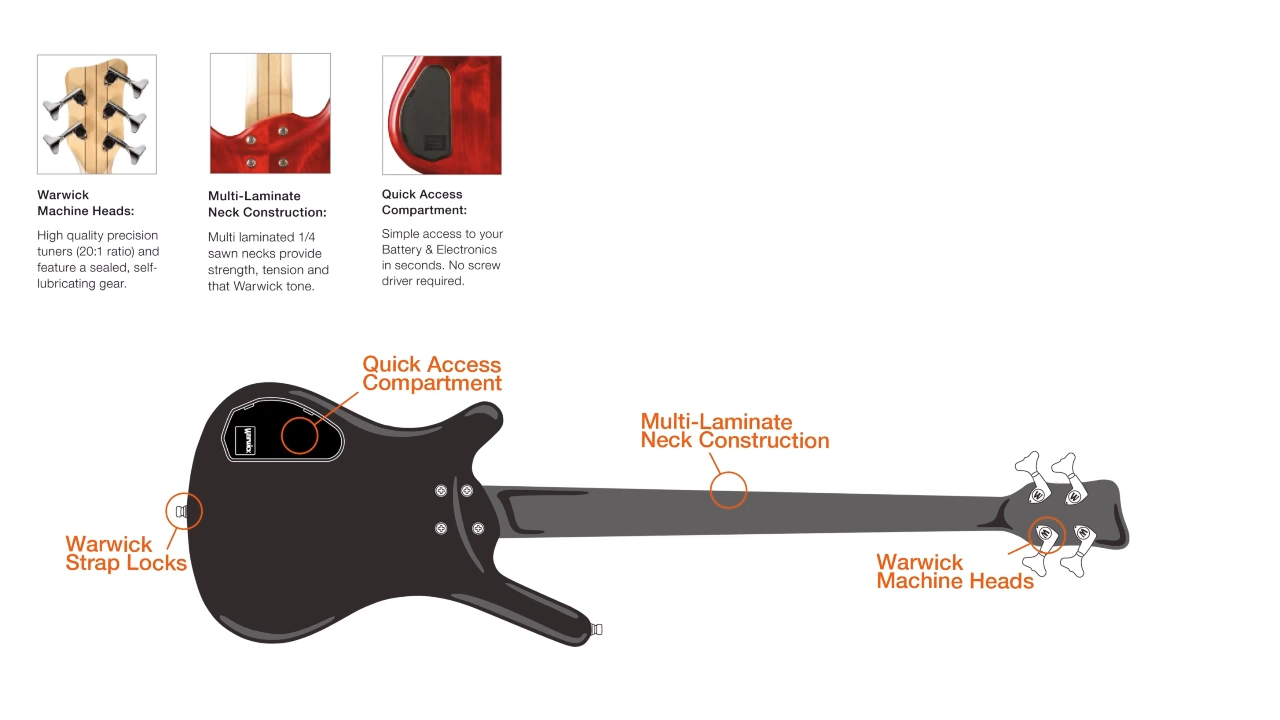 Warwick
Machine Heads:
High quality precision
tuners (20:1 ratio) and
feature a sealed, self-
lubricating gear.
Multi-Laminate
Neck Construction:
Multi laminated 1/4
sawn necks provide
strength, tension and
that Warwick tone.
Quick Access
Compartment:
Simple access to your
Battery & Electronics
in seconds. No screw
driver required.
Quick Access
Compartment
Multi-Laminate
Neck Construction
Warwick
Strap Locks
Warwick
Machine Heads
Warwick
W
W
W
W